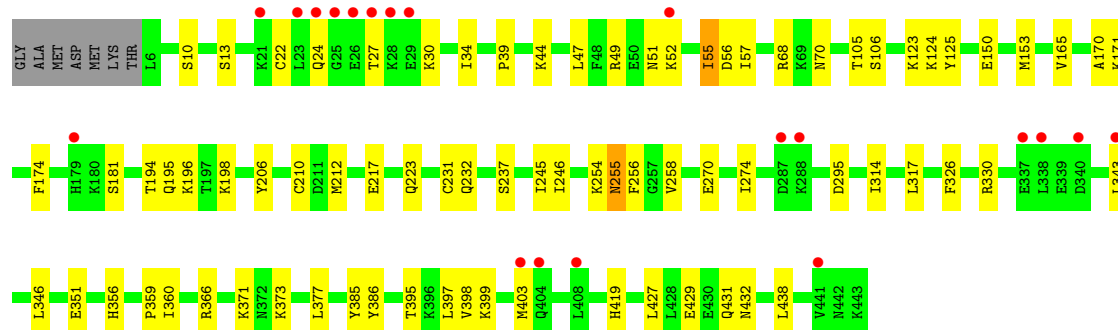 GLY ALA MET ASP MET LYS THR L6 S10 S13 K21 C22 L23 Q24 G25 E26 T27 K28 E29 K30 I34 P39 K44 L47 F48 R49 E50 N51 K52 I55 D56 I57 R68 K69 N70 T105 S106 K123 K124 Y125 E150 M153 V165 A170 K171
F174 H179 K180 S181 T194 Q195 K196 T197 K198 Y206 C210 D211 M212 E217 Q223 C231 Q232 S237 I245 I246 K254 N255 F256 G257 V258 E270 I274 D287 K288 D295 I314 L317 F326 R330 E337 L338 E339 D340 L343
L346 E351 H356 P359 I360 R366 K371 N372 K373 L377 Y385 Y386 T395 K396 L397 V398 K399 M403 Q404 L408 H419 L427 L428 E429 E430 Q431 N432 L438 V441 N442 K443